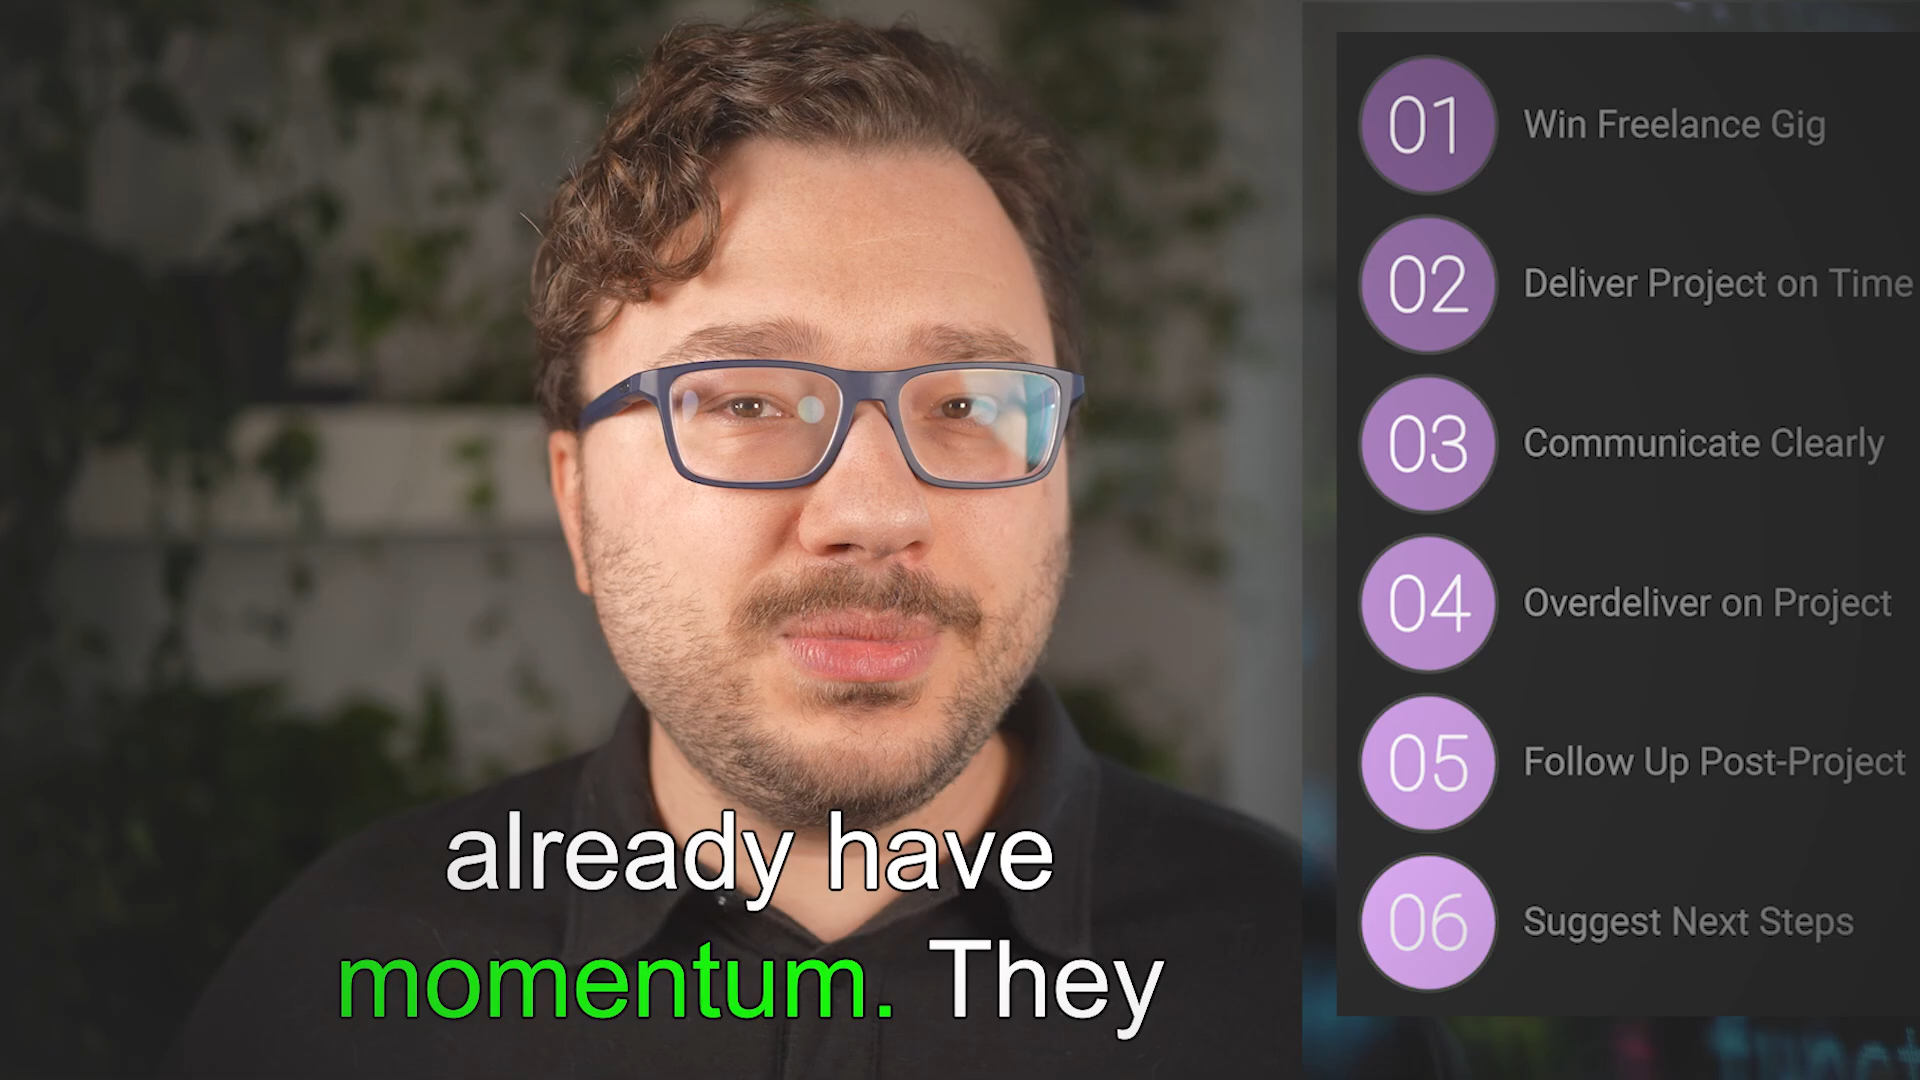 already have
momentum. They
01 Win Freelance Gig
02 Deliver Project on Time
03 Communicate Clearly
04 Overdeliver on Project
05 Follow Up Post-Project
06 Suggest Next Steps